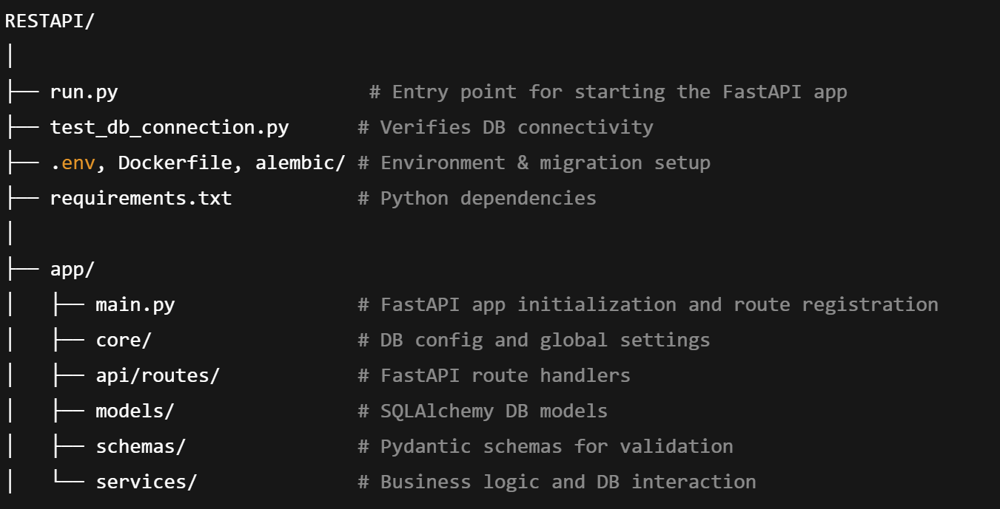 RESTAPI/
│
├── run.py                            # Entry point for starting the FastAPI app
├── test_db_connection.py      # Verifies DB connectivity
├── .env, Dockerfile, alembic/ # Environment & migration setup
├── requirements.txt           # Python dependencies
│
├── app/
│   ├── main.py                # FastAPI app initialization and route registration
│   ├── core/                  # DB config and global settings
│   ├── api/routes/            # FastAPI route handlers
│   ├── models/                # SQLAlchemy DB models
│   ├── schemas/               # Pydantic schemas for validation
│   └── services/              # Business logic and DB interaction